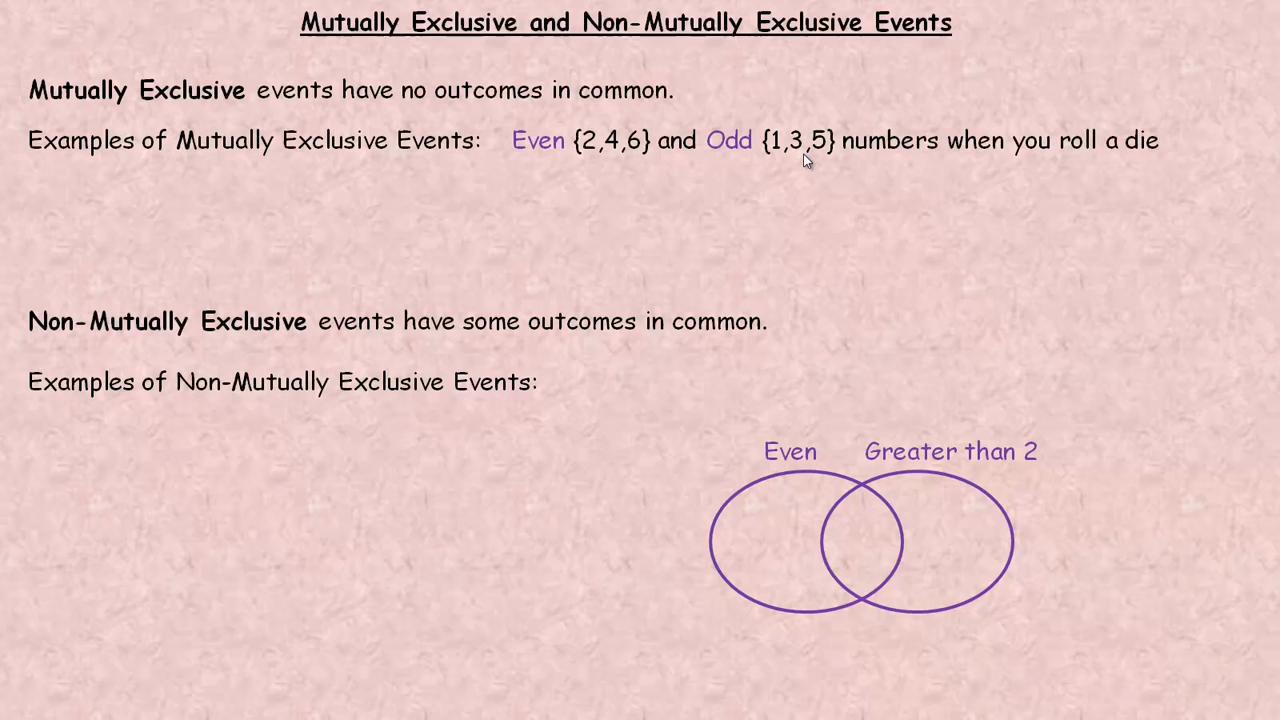 Mutually Exclusive and Non-Mutually Exclusive Events
Mutually Exclusive events have no outcomes in common.
Examples of Mutually Exclusive Events: Even {2,4,6} and Odd {1,3,5} numbers when you roll a die
Non-Mutually Exclusive events have some outcomes in common.
Examples of Non-Mutually Exclusive Events:
Even Greater than 2